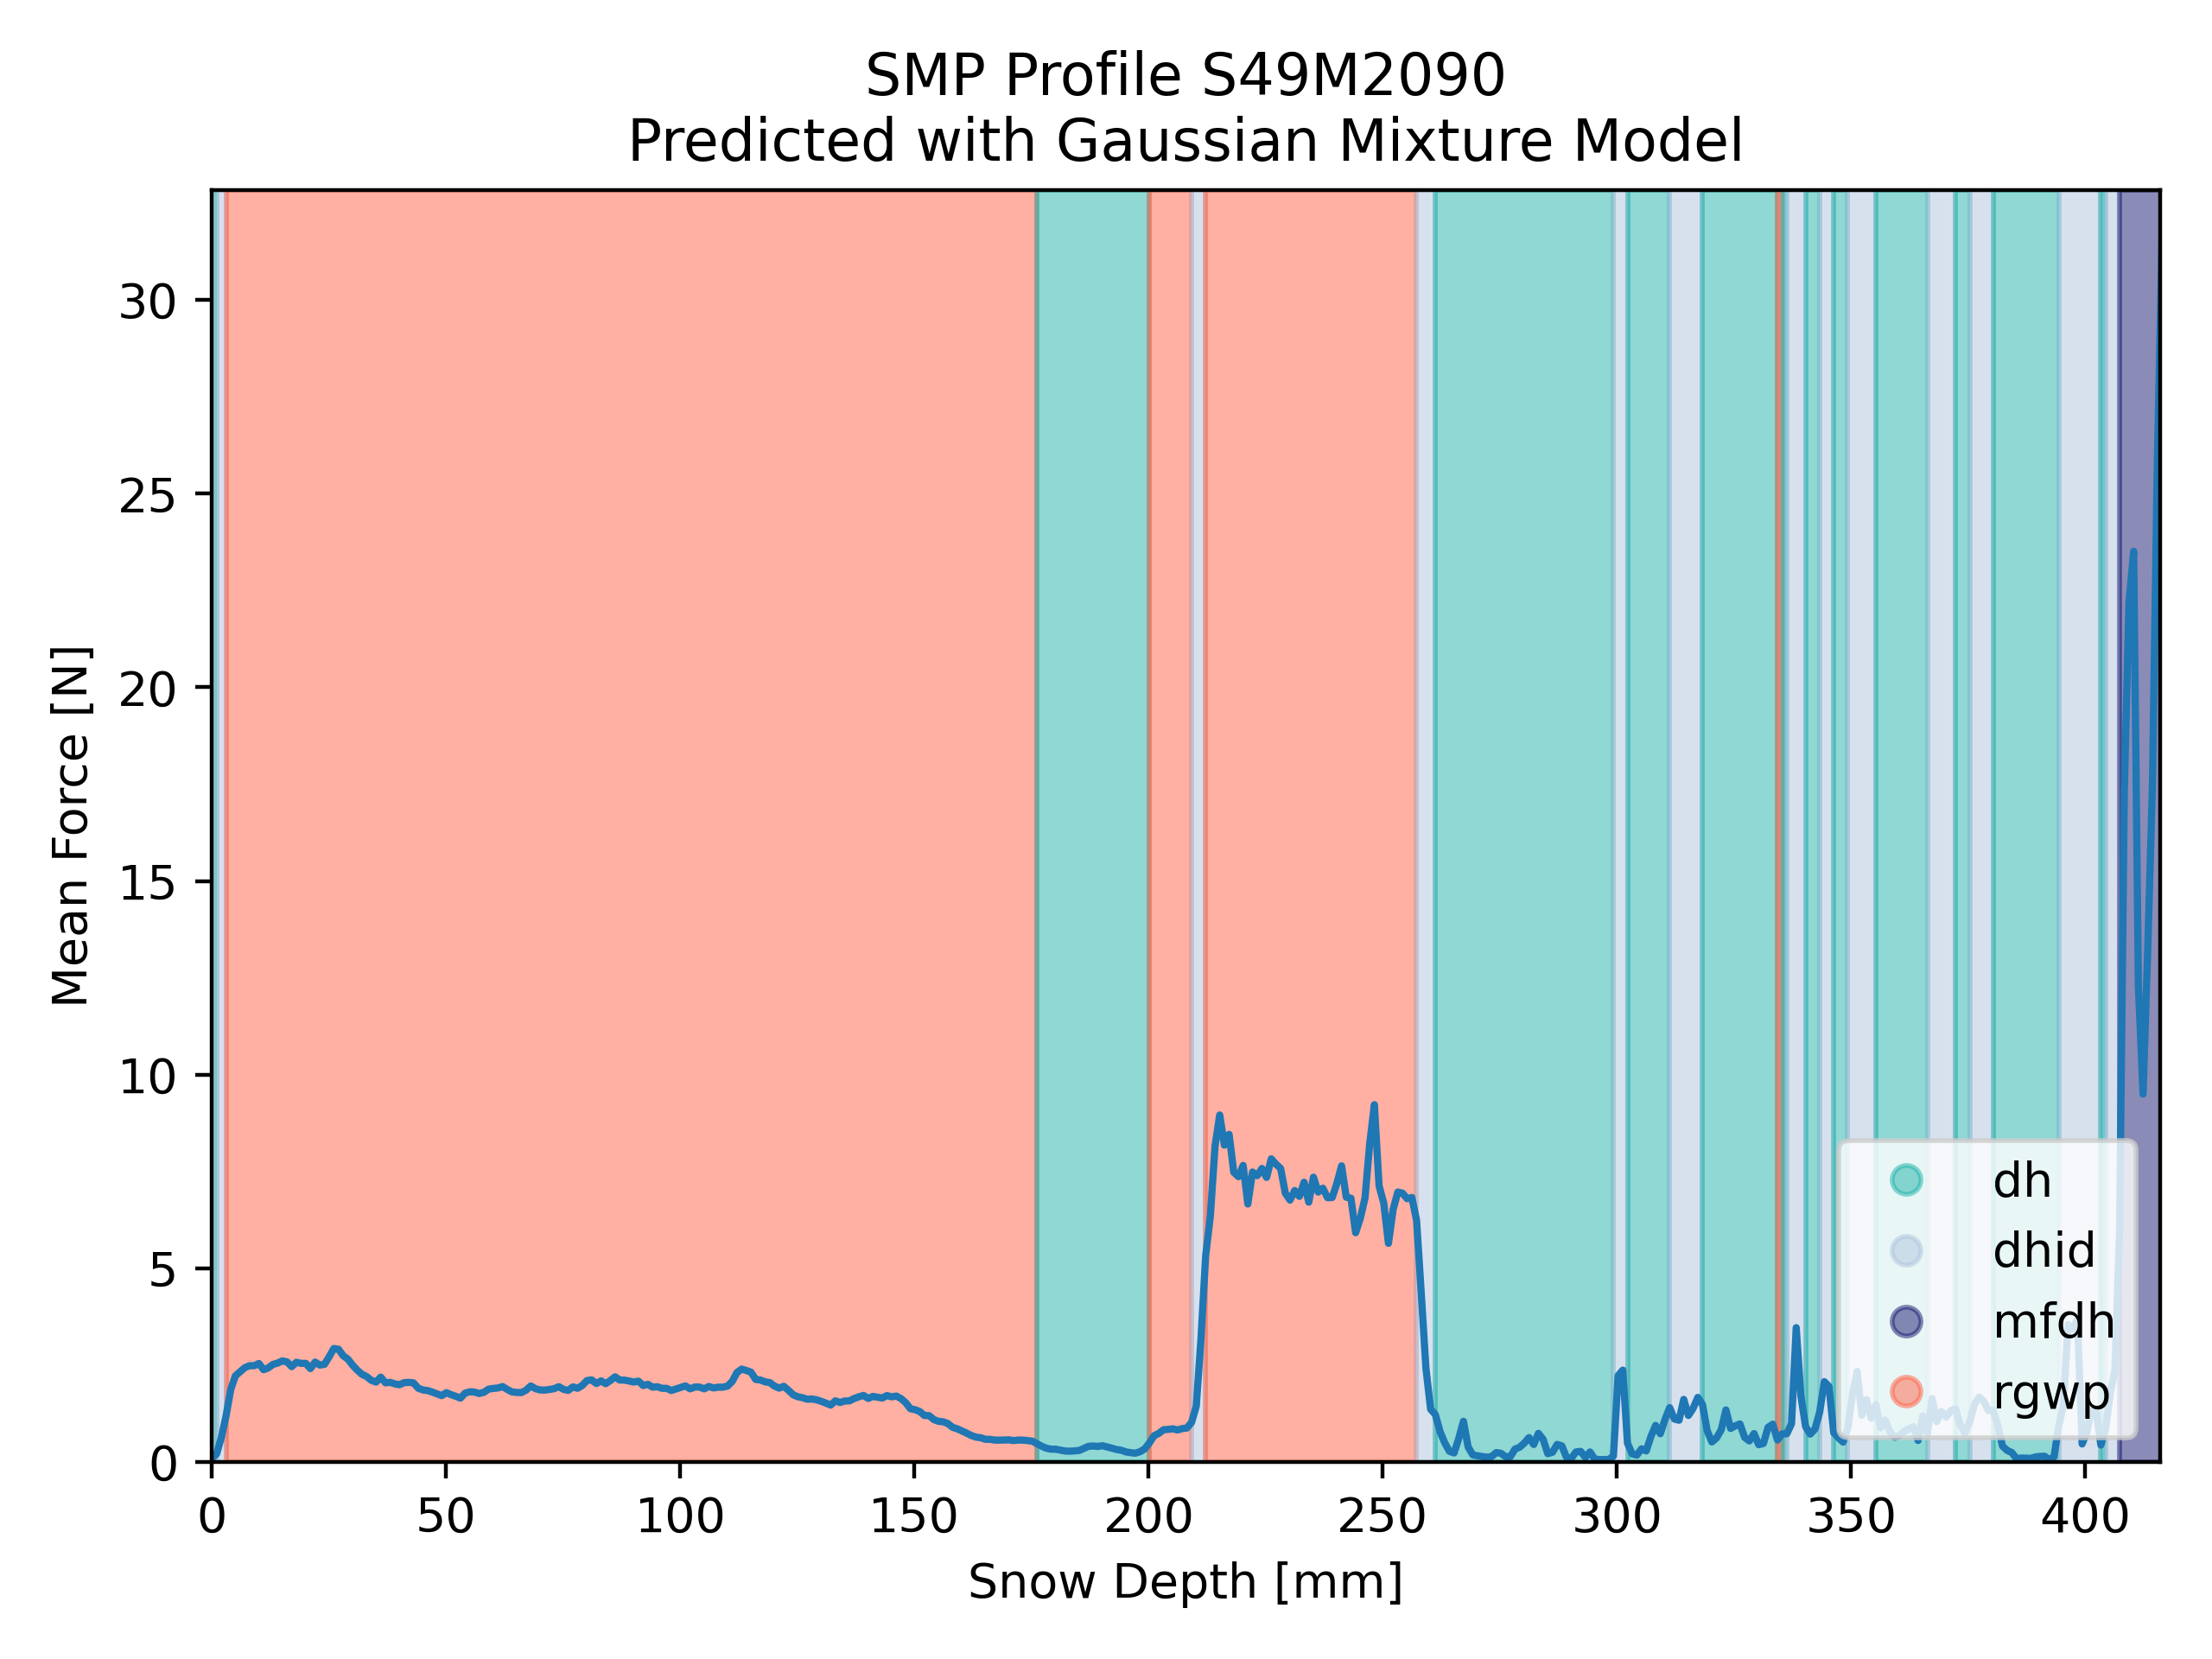 SMP Profile S49M2090
Predicted with Gaussian Mixture Model
Mean Force [N]
30
25
20
15
10
5
0
0 50 100 150 200 250 300 350 400
Snow Depth [mm]
dh
dhid
mfdh
rgwp